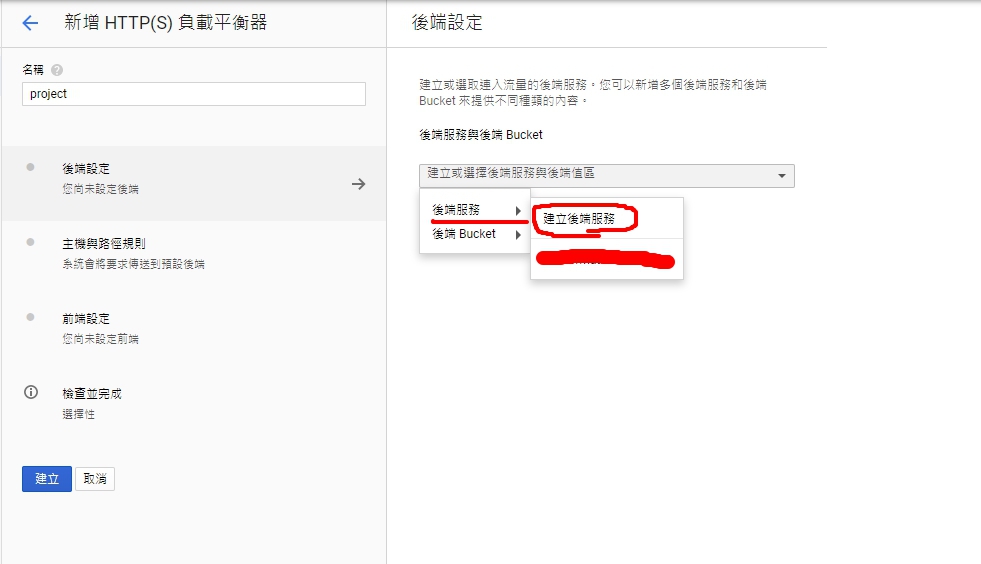 新增 HTTP(S) 負載平衡器
名稱
project
後端設定
您尚未設定後端
主機與路徑規則
系統會將要求傳送到預設後端
前端設定
您尚未設定前端
檢查並完成
選擇性
建立
取消
後端設定
建立或選取連入流量的後端服務。您可以新增多個後端服務和後端
Bucket 來提供不同種類的內容。
後端服務與後端 Bucket
建立或選擇後端服務與後端值區
後端服務
後端 Bucket
建立後端服務